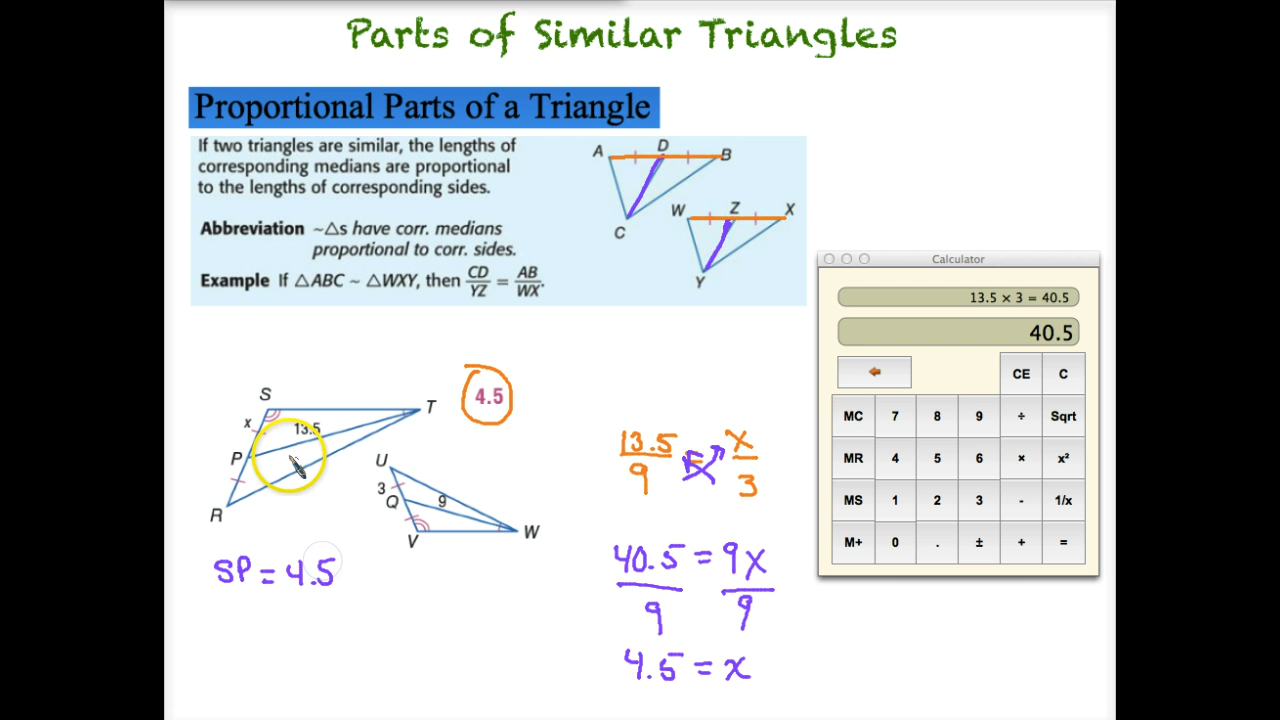 Parts of Similar Triangles
Proportional Parts of a Triangle
If two triangles are similar, the lengths of
corresponding medians are proportional
to the lengths of corresponding sides.
Abbreviation ~△s have corr. medians
proportional to corr. sides.
Example If △ABC ~ △WXY, then CD/YZ = AB/WX.
A D B
C
W Z X
Y
Calculator
13.5 × 3 = 40.5
40.5
CE C
MC 7 8 9 ÷ Sqrt
MR 4 5 6 × x²
MS 1 2 3 - 1/x
M+ 0 . ± + =
S
T
x
13.5
P
R
4.5
U
3
Q
9
V
W
SP = 4.5
13.5/9 = x/3
40.5 = 9x
9 9
4.5 = x